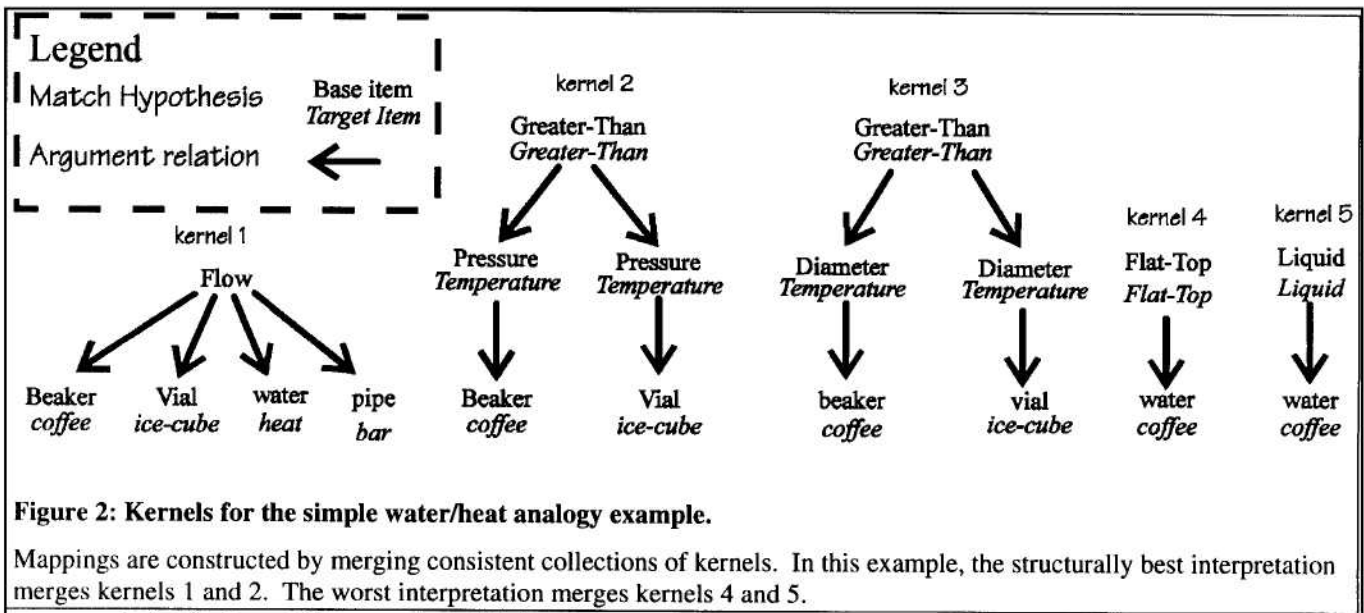 Legend
Match Hypothesis
Base item
Target Item
Argument relation
kernel 1
Flow
Beaker
coffee
Vial
ice-cube
water
heat
pipe
bar
kernel 2
Greater-Than
Greater-Than
Pressure
Temperature
Pressure
Temperature
Beaker
coffee
Vial
ice-cube
kernel 3
Greater-Than
Greater-Than
Diameter
Temperature
Diameter
Temperature
beaker
coffee
vial
ice-cube
kernel 4
Flat-Top
Flat-Top
water
coffee
kernel 5
Liquid
Liquid
water
coffee
Figure 2: Kernels for the simple water/heat analogy example.
Mappings are constructed by merging consistent collections of kernels. In this example, the structurally best interpretation
merges kernels 1 and 2. The worst interpretation merges kernels 4 and 5.